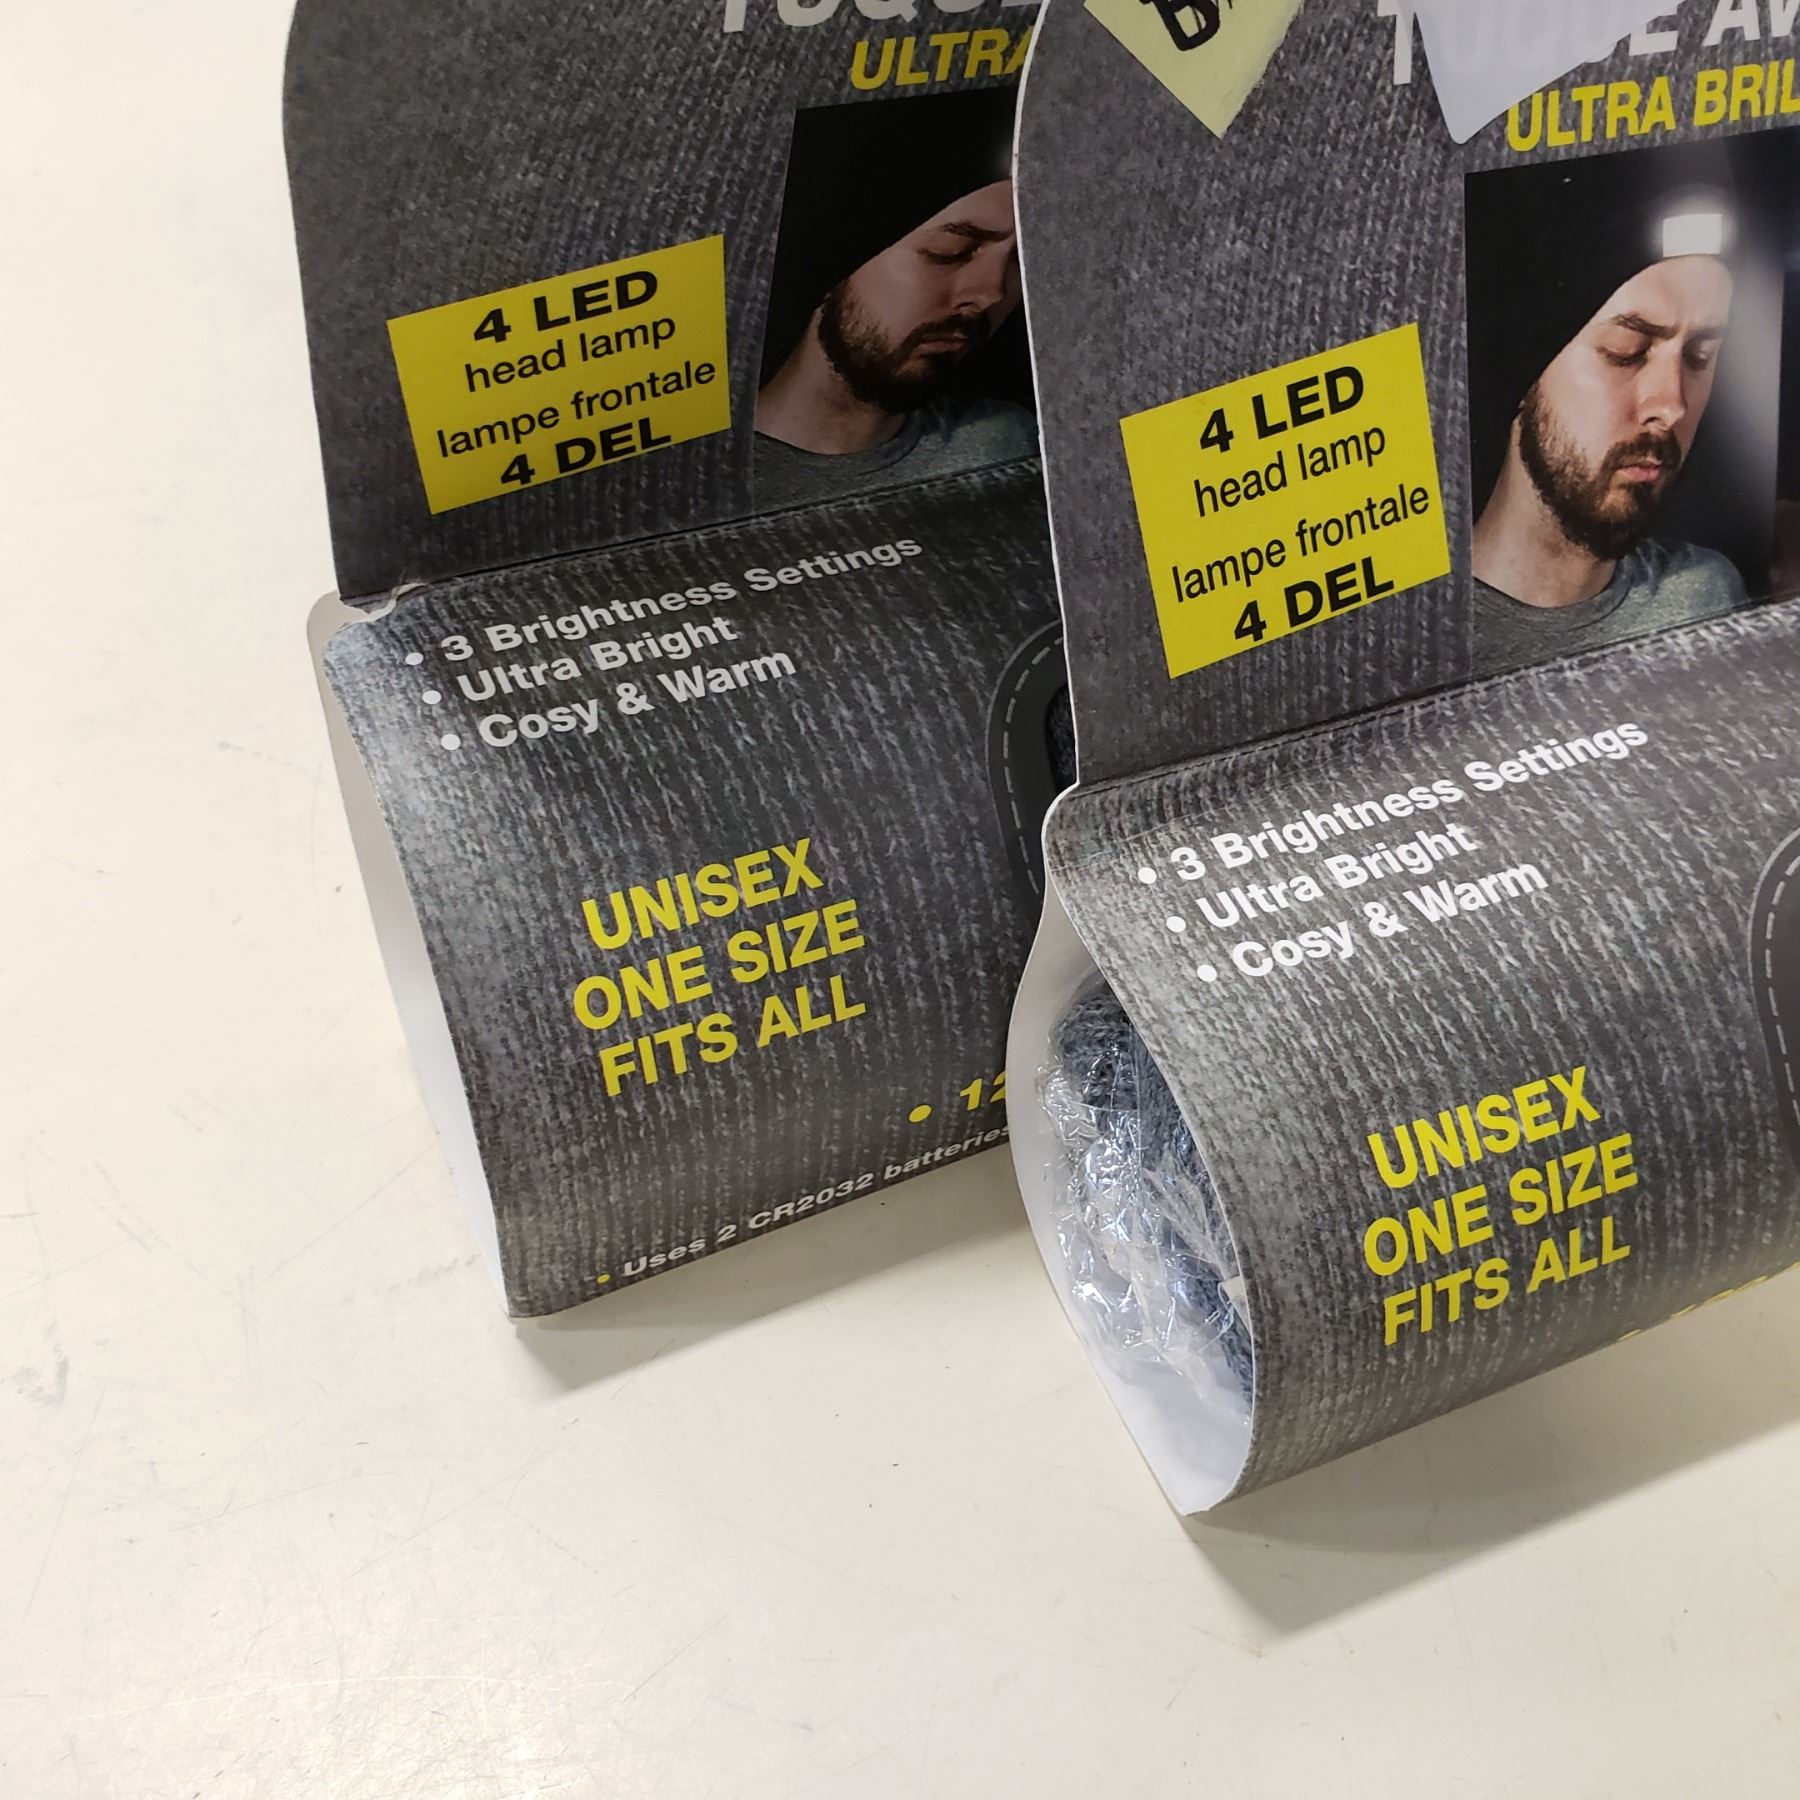 ULTRA
4 LED
head lamp
lampe frontale
4 DEL
• 3 Brightness Settings
• Ultra Bright
• Cosy & Warm
UNISEX
ONE SIZE
FITS ALL
• 12
• Uses 2 CR2032 batteries
TOQUE
ULTRA
4 LED
head lamp
lampe frontale
4 DEL
• 3 Brightness Settings
• Ultra Bright
• Cosy & Warm
UNISEX
ONE SIZE
FITS ALL